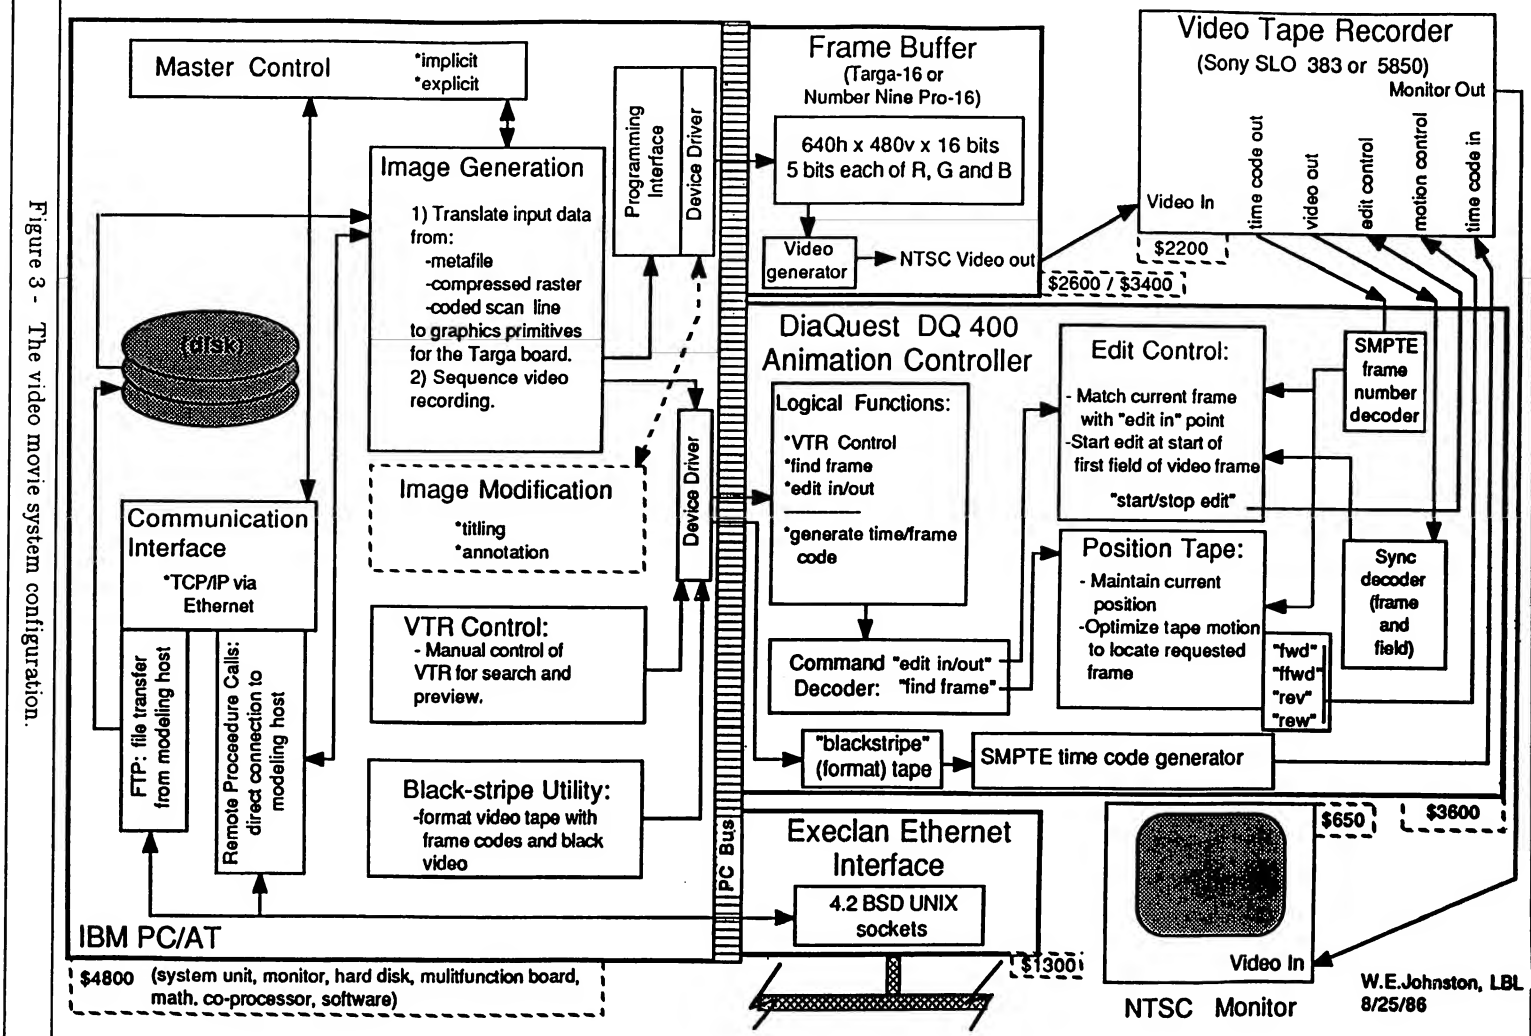 Figure 3 - The video movie system configuration.
Master Control
*implicit
*explicit
Image Generation
1) Translate input data
from:
-metafile
-compressed raster
-coded scan line
to graphics primitives
for the Targa board.
2) Sequence video
recording.
Programming
Interface
Device Driver
(disk)
Image Modification
*titling
*annotation
Device Driver
Communication
Interface
*TCP/IP via
Ethernet
FTP: file transfer
from modeling host
Remote Proceedure Calls:
direct connection to
modeling host
VTR Control:
- Manual control of
VTR for search and
preview.
Black-stripe Utility:
-format video tape with
frame codes and black
video
IBM PC/AT
$4800 (system unit, monitor, hard disk, mulitfunction board,
math. co-processor, software)
PC Bus
Frame Buffer
(Targa-16 or
Number Nine Pro-16)
640h x 480v x 16 bits
5 bits each of R, G and B
Video
generator
NTSC Video out
$2600 / $3400
Video Tape Recorder
(Sony SLO 383 or 5850)
Monitor Out
Video In
time code out
video out
edit control
motion control
time code in
$2200
DiaQuest DQ 400
Animation Controller
Logical Functions:
*VTR Control
*find frame
*edit in/out
*generate time/frame
code
Edit Control:
- Match current frame
with "edit in" point
-Start edit at start of
first field of video frame
"start/stop edit"
SMPTE
frame
number
decoder
Position Tape:
- Maintain current
position
-Optimize tape motion
to locate requested
frame
Sync
decoder
(frame
and
field)
"fwd"
"ffwd"
"rev"
"rew"
Command "edit in/out"
Decoder: "find frame"
"blackstripe"
(format) tape
SMPTE time code generator
$3600
Execlan Ethernet
Interface
4.2 BSD UNIX
sockets
$1300
$650
Video In
NTSC Monitor
W.E.Johnston, LBL
8/25/86